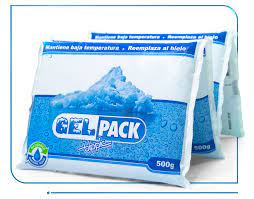 Mantiene baja temperatura • Reemplaza al hielo
Mantiene baja temperatura • Reemplaza al hielo
GEL PACK
500g